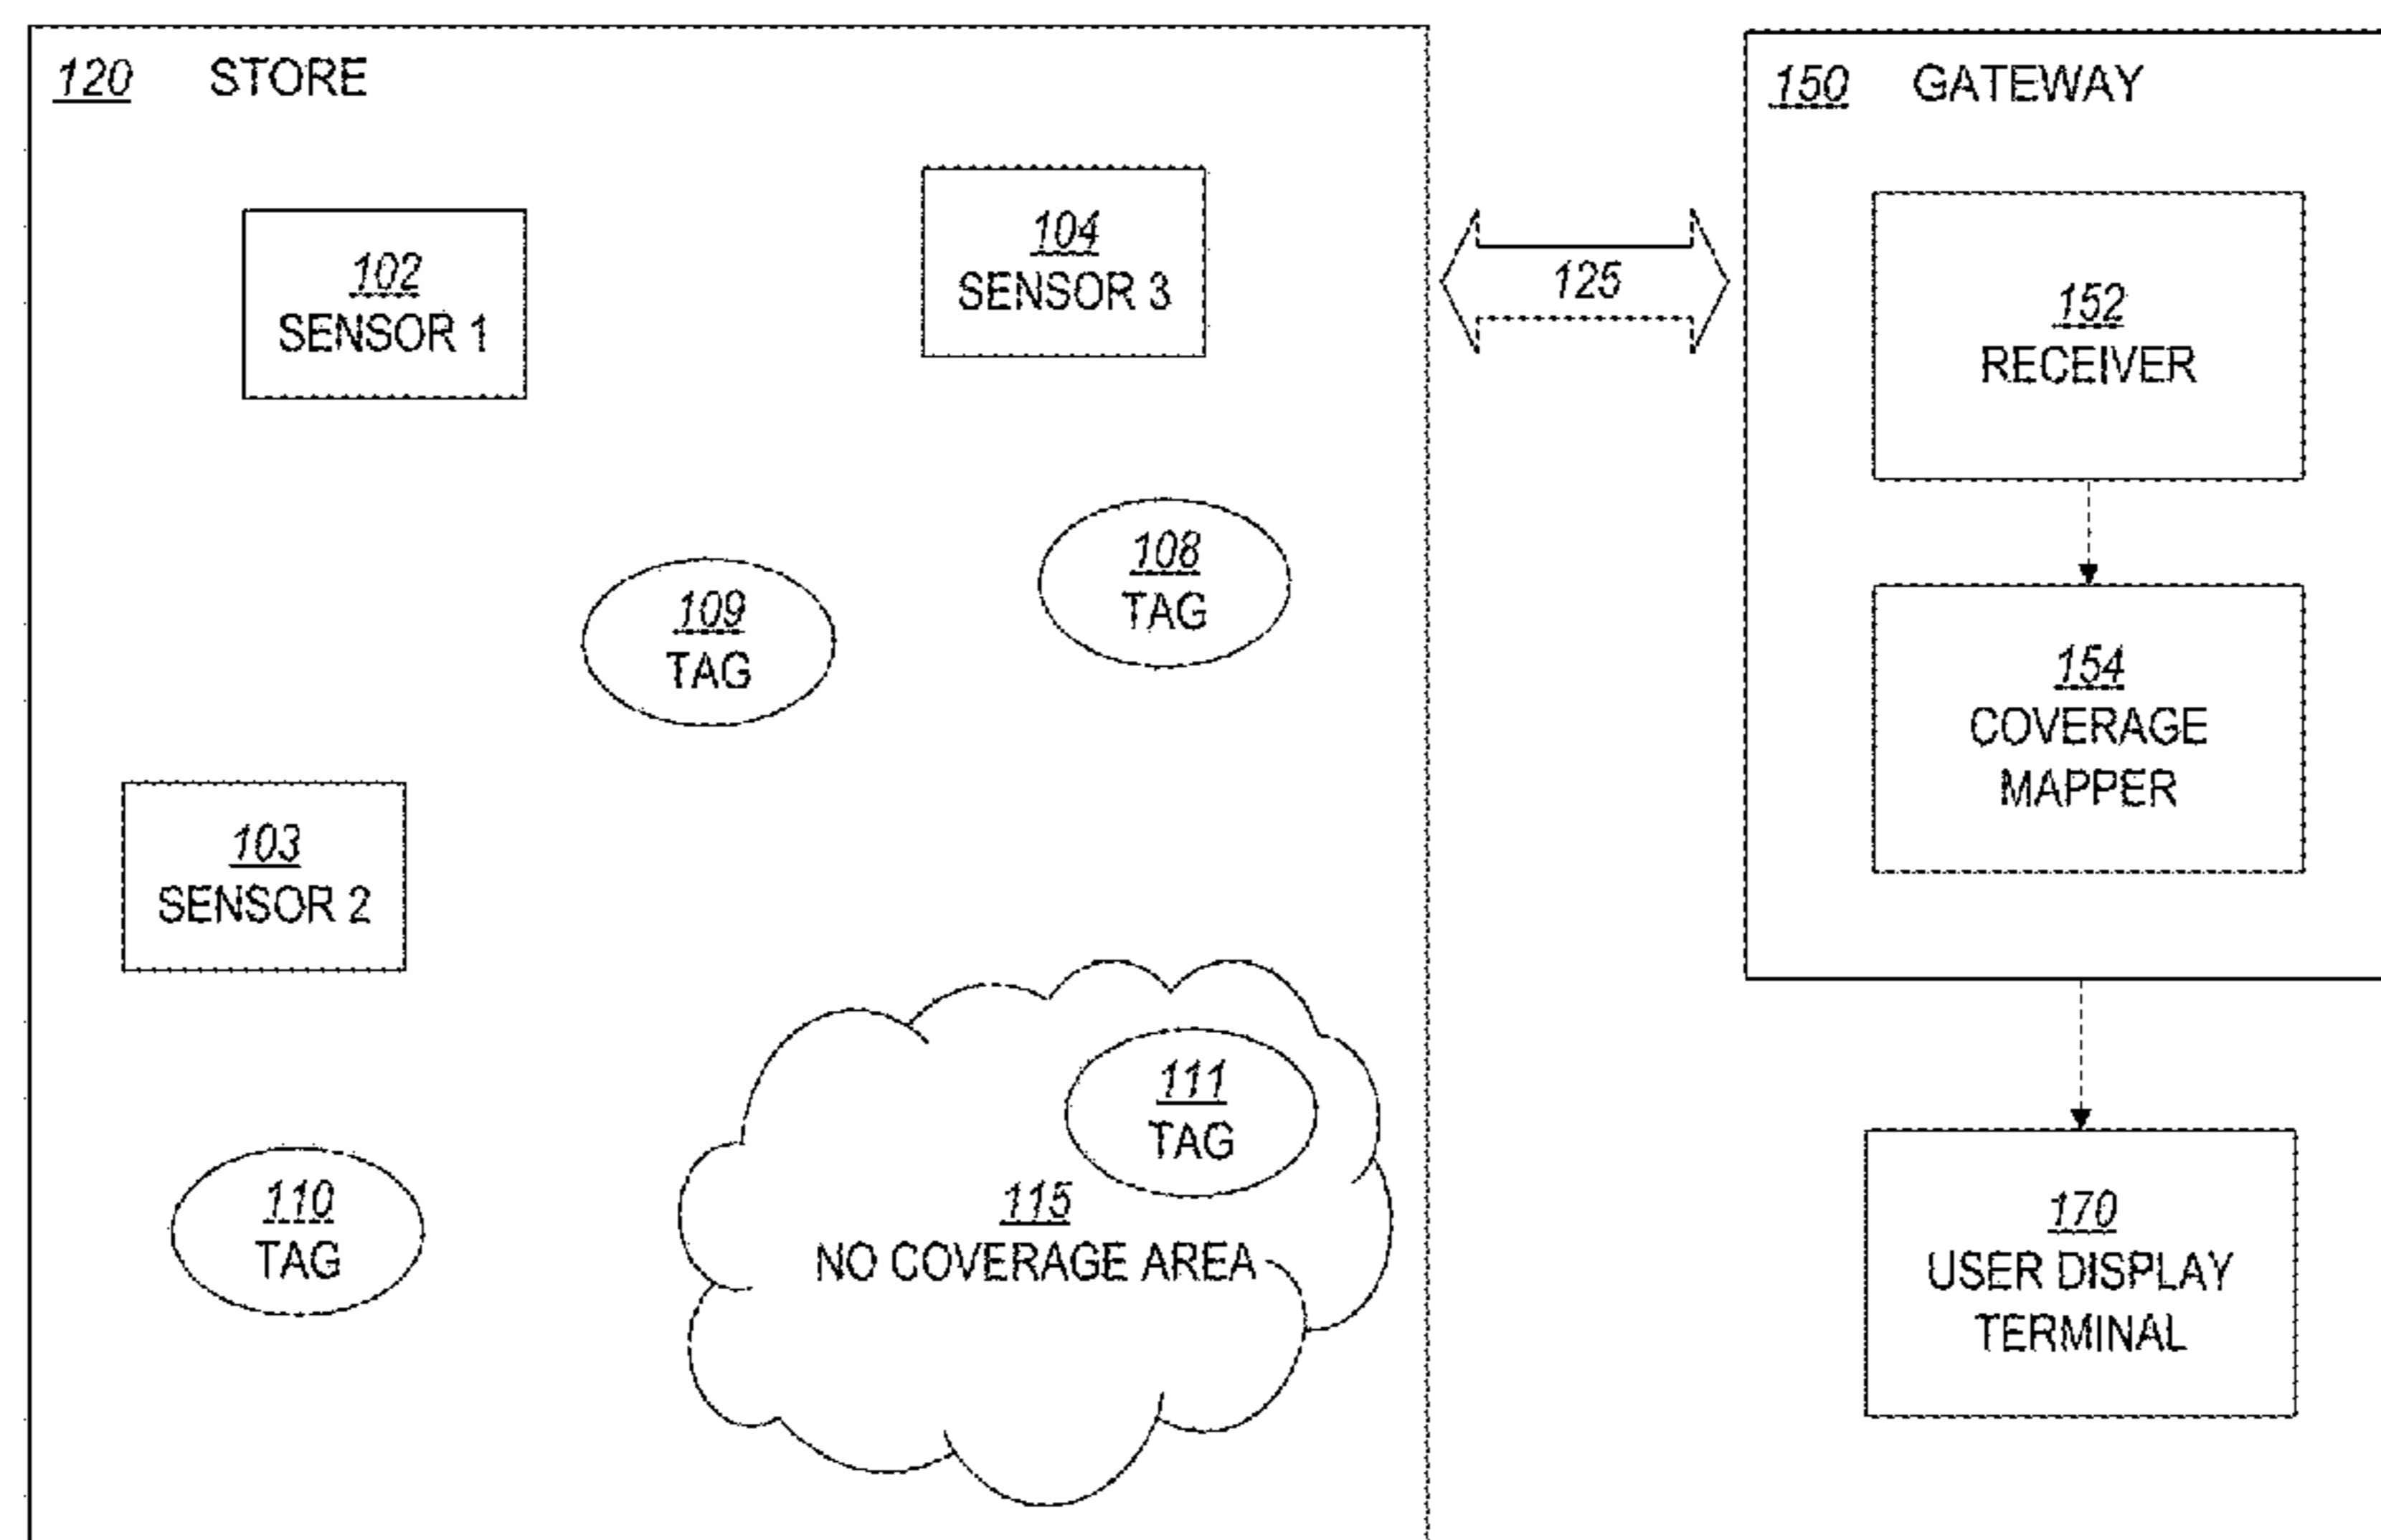 120 STORE
102
SENSOR 1
104
SENSOR 3
109
TAG
108
TAG
103
SENSOR 2
110
TAG
111
TAG
115
NO COVERAGE AREA
125
150 GATEWAY
152
RECEIVER
154
COVERAGE
MAPPER
170
USER DISPLAY
TERMINAL